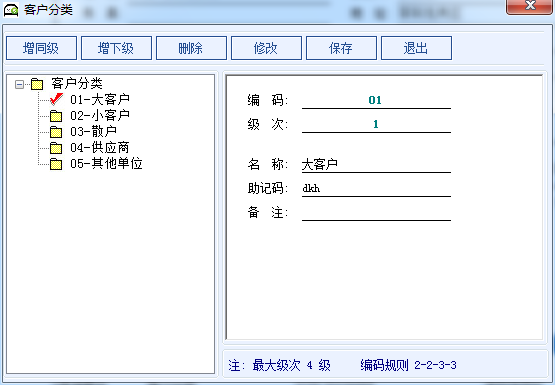 客户分类
增同级 增下级 删除 修改 保存 退出
客户分类
01-大客户
02-小客户
03-散户
04-供应商
05-其他单位
编 码: 01
级 次: 1
名 称: 大客户
助记码: dkh
备 注:
注: 最大级次 4 级 编码规则 2-2-3-3